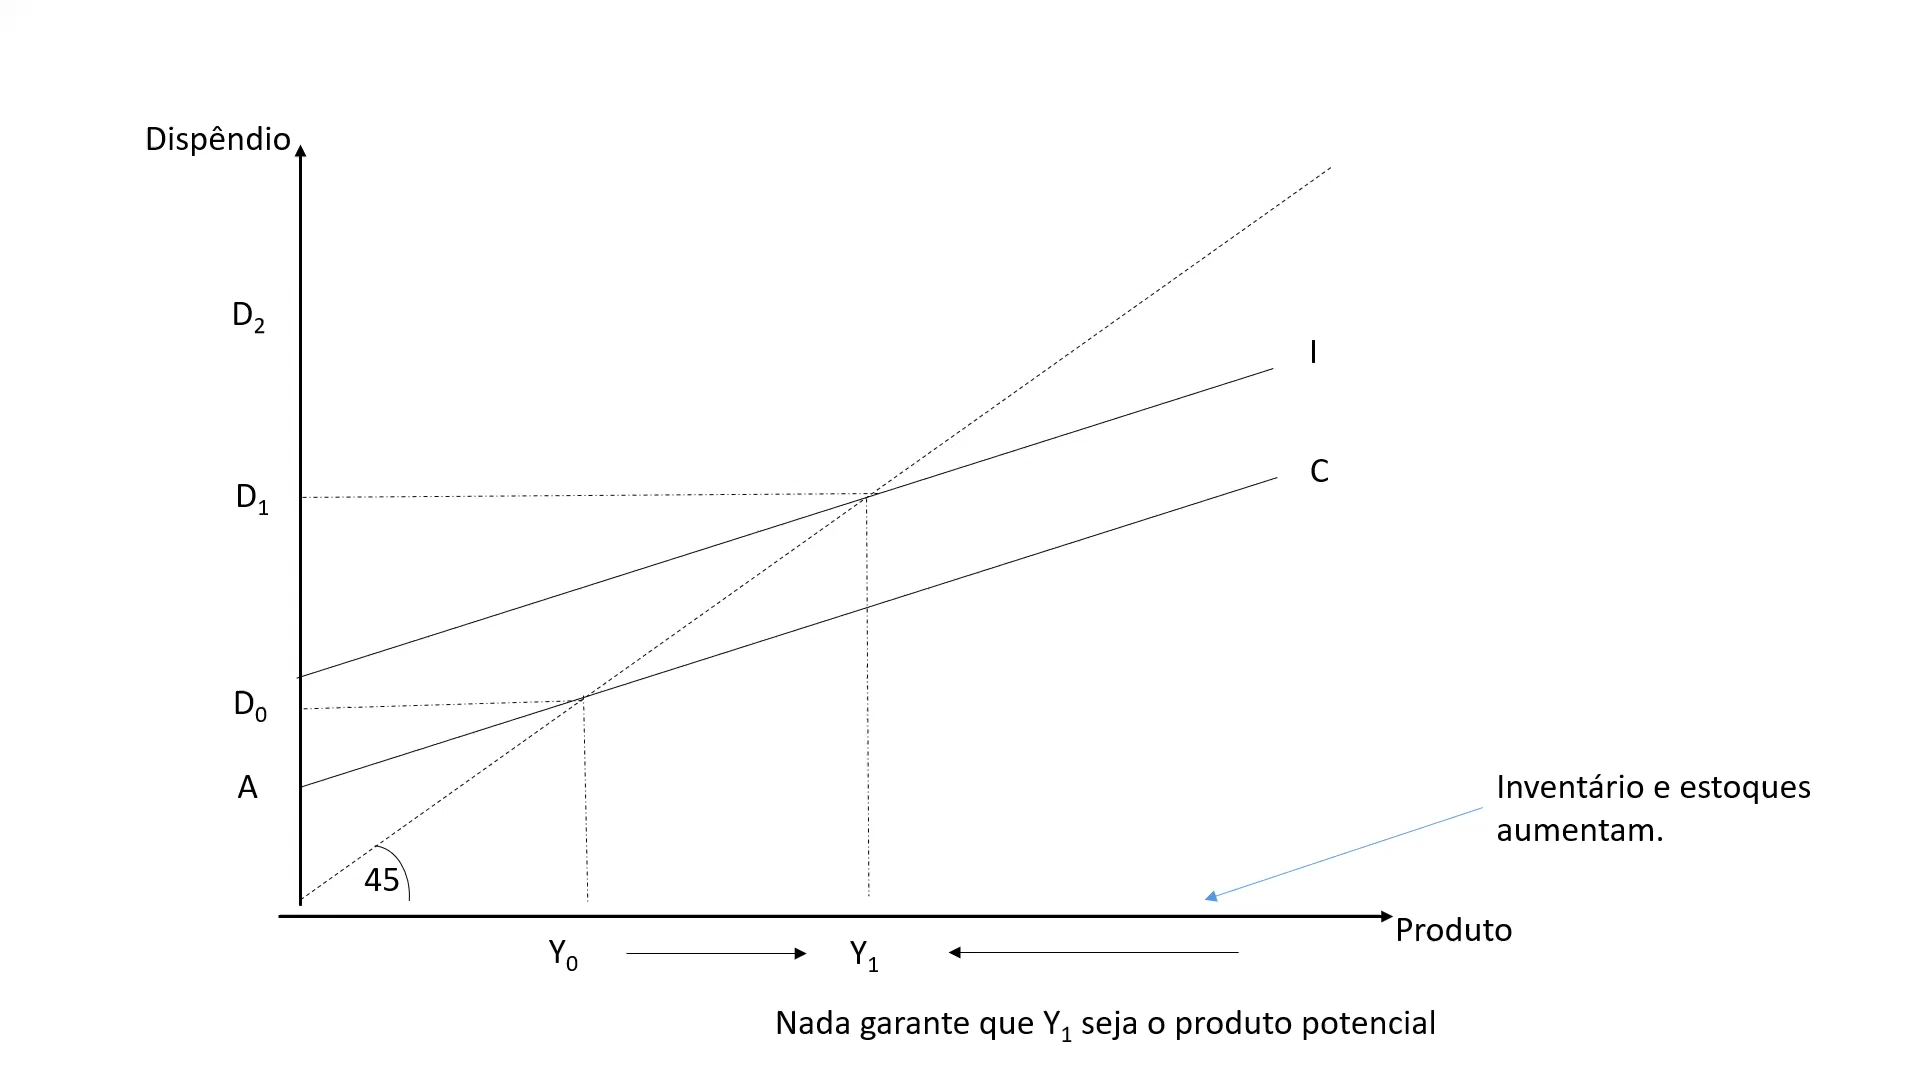 Dispêndio
D₂
I
C
D₁
D₀
A
Inventário e estoques
aumentam.
45
Produto
Y₀
Y₁
Nada garante que Y₁ seja o produto potencial